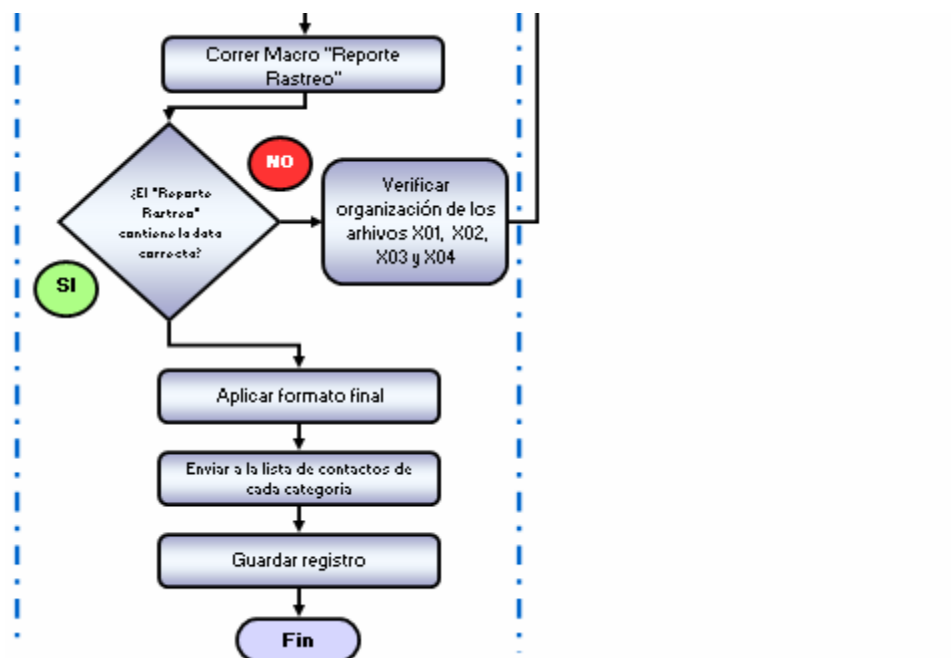 Correr Macro "Reporte
Rastreo"
NO
¿El "Reporte
Rastreo"
contiene la data
correcta?
Verificar
organización de los
arhivos X01, X02,
X03 y X04
SI
Aplicar formato final
Enviar a la lista de contactos de
cada categoria
Guardar registro
Fin